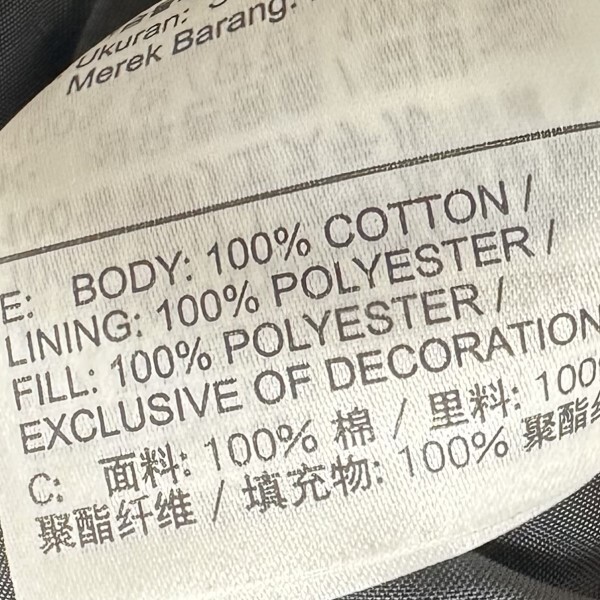 Ukuran:
Merek Barang:
E: BODY: 100% COTTON /
LINING: 100% POLYESTER /
FILL: 100% POLYESTER /
EXCLUSIVE OF DECORATION
C: 面料: 100% 棉 / 里料: 100
聚酯纤维 / 填充物: 100% 聚酯